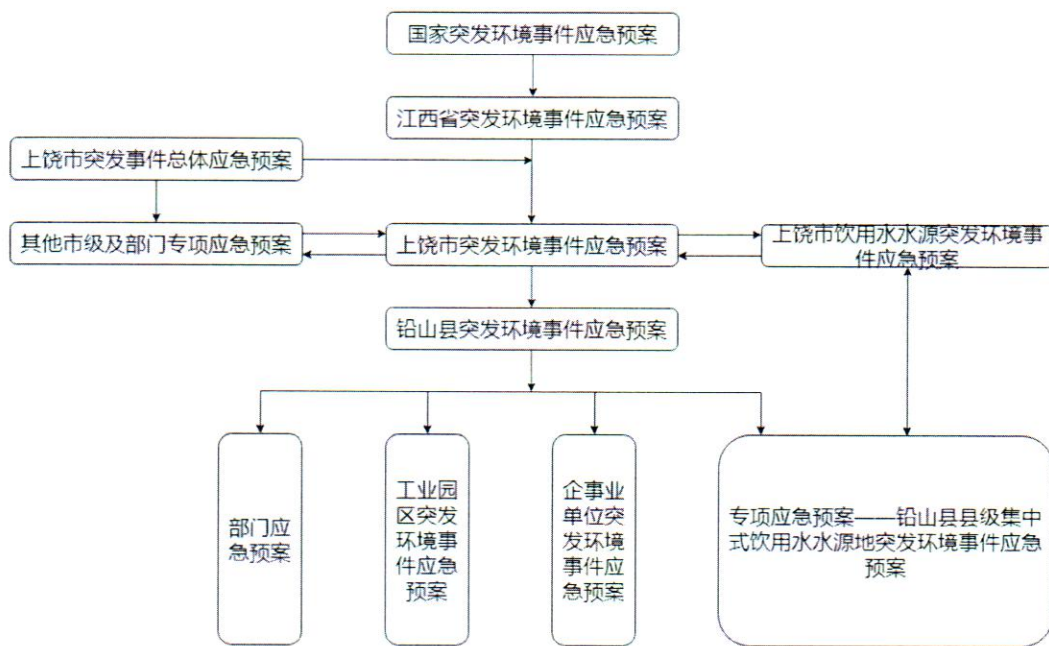 国家突发环境事件应急预案
江西省突发环境事件应急预案
上饶市突发事件总体应急预案
其他市级及部门专项应急预案
上饶市突发环境事件应急预案
上饶市饮用水水源突发环境事
件应急预案
铅山县突发环境事件应急预案
部门应
急预案
工业园
区突发
环境事
件应急
预案
企事业
单位突
发环境
事件应
急预案
专项应急预案——铅山县县级集中
式饮用水水源地突发环境事件应急
预案